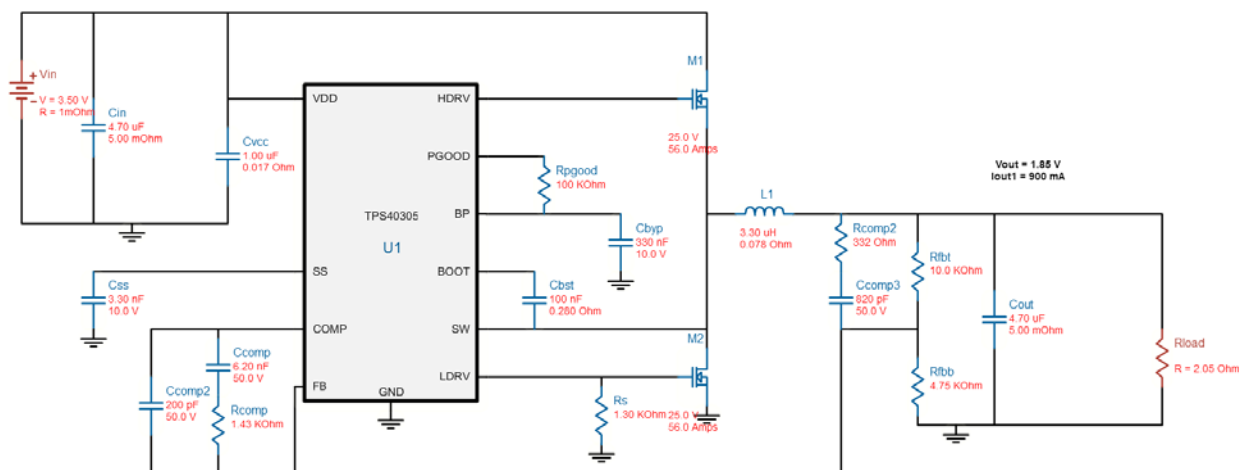 Vin
V = 3.50 V
R = 1mOhm
Cin
4.70 uF
5.00 mOhm
Cvcc
1.00 uF
0.017 Ohm
VDD
HDRV
PGOOD
TPS40305
BP
U1
SS
BOOT
COMP
SW
LDRV
FB
GND
M1
25.0 V
56.0 Amps
Rpgood
100 KOhm
Cbyp
330 nF
10.0 V
Cbst
100 nF
0.280 Ohm
M2
25.0 V
56.0 Amps
Rs
1.30 KOhm
Css
3.30 nF
10.0 V
Ccomp
6.20 nF
50.0 V
Ccomp2
200 pF
50.0 V
Rcomp
1.43 KOhm
L1
3.30 uH
0.078 Ohm
Vout = 1.85 V
Iout1 = 900 mA
Rcomp2
332 Ohm
Ccomp3
820 pF
50.0 V
Rfbt
10.0 KOhm
Rfbb
4.75 KOhm
Cout
4.70 uF
5.00 mOhm
Rload
R = 2.05 Ohm